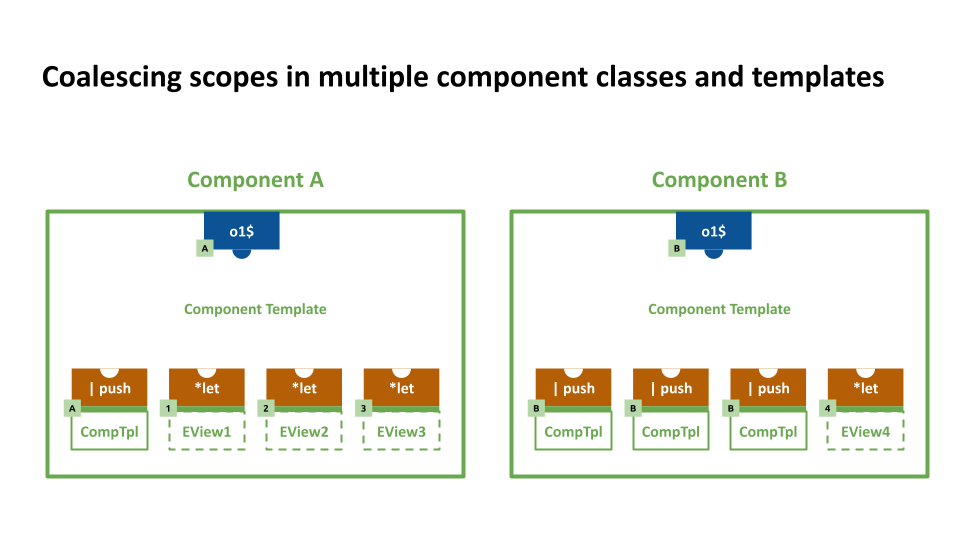 Coalescing scopes in multiple component classes and templates
Component A
o1$
A
Component Template
| push
*let
*let
*let
A
1
2
3
CompTpl
EView1
EView2
EView3
Component B
o1$
B
Component Template
| push
| push
| push
*let
B
B
B
4
CompTpl
CompTpl
CompTpl
EView4